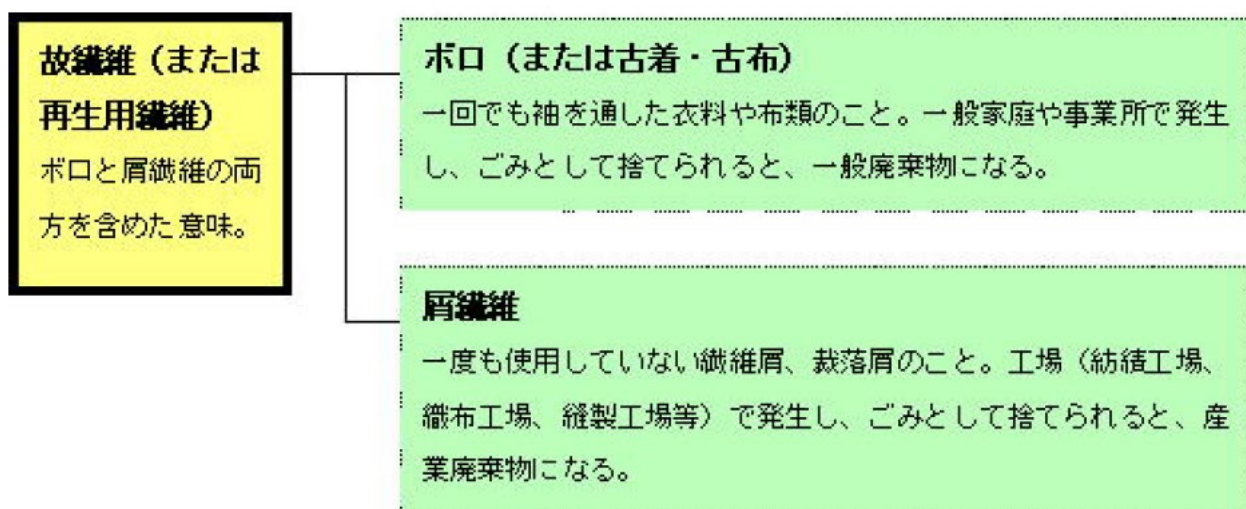 故繊維（または
再生用繊維）
ボロと屑繊維の両
方を含めた意味。
ボロ（または古着・古布）
一回でも袖を通した衣料や布類のこと。一般家庭や事業所で発生
し、ごみとして捨てられると、一般廃棄物になる。
屑繊維
一度も使用していない繊維屑、裁落屑のこと。工場（紡績工場、
織布工場、縫製工場等）で発生し、ごみとして捨てられると、産
業廃棄物になる。